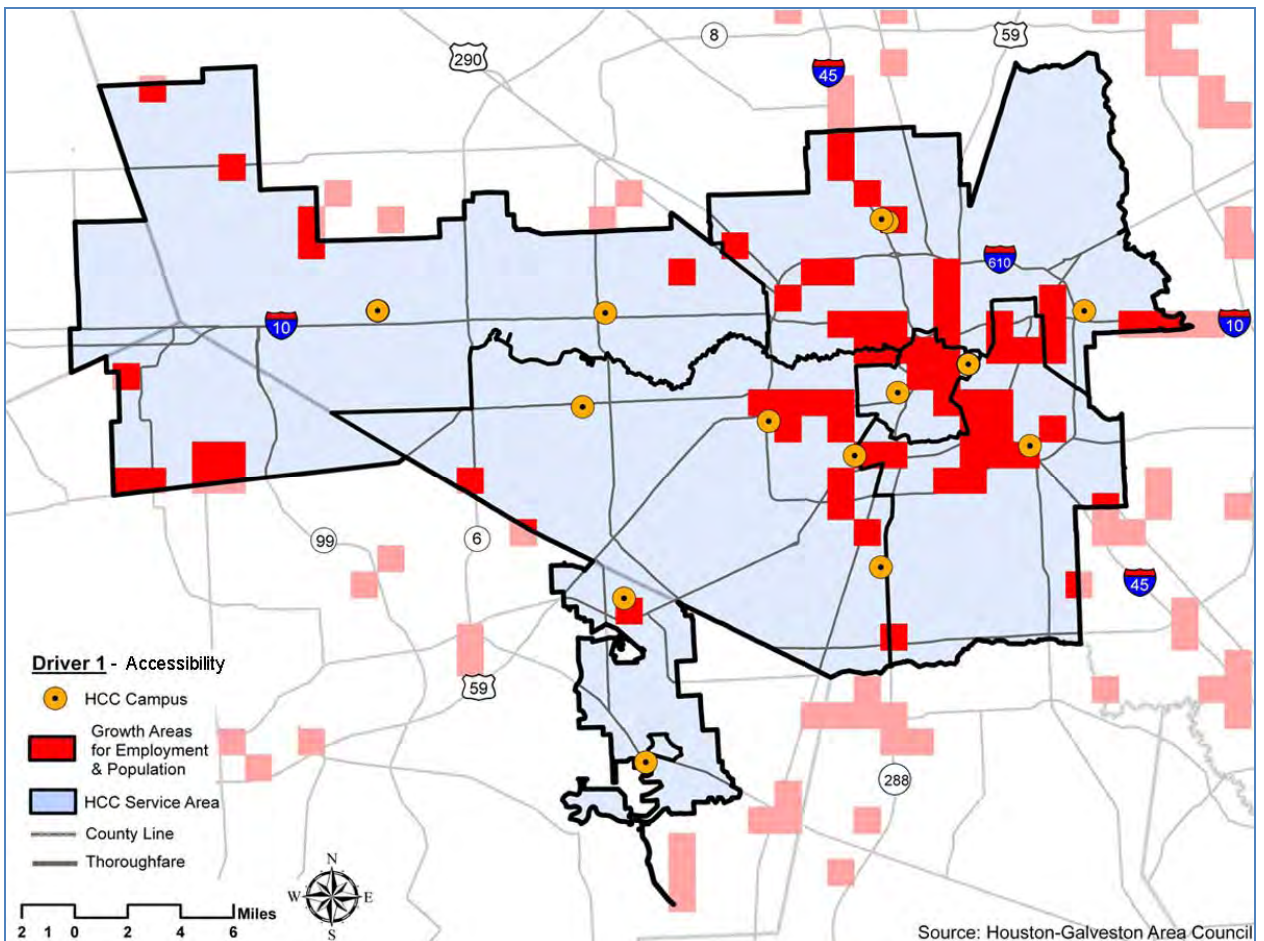 8
59
290
45
610
10
10
99
6
45
59
288
Driver 1 - Accessibility
HCC Campus
Growth Areas
for Employment
& Population
HCC Service Area
County Line
Thoroughfare
N
W E
S
Miles
2 1 0 2 4 6
Source: Houston-Galveston Area Council